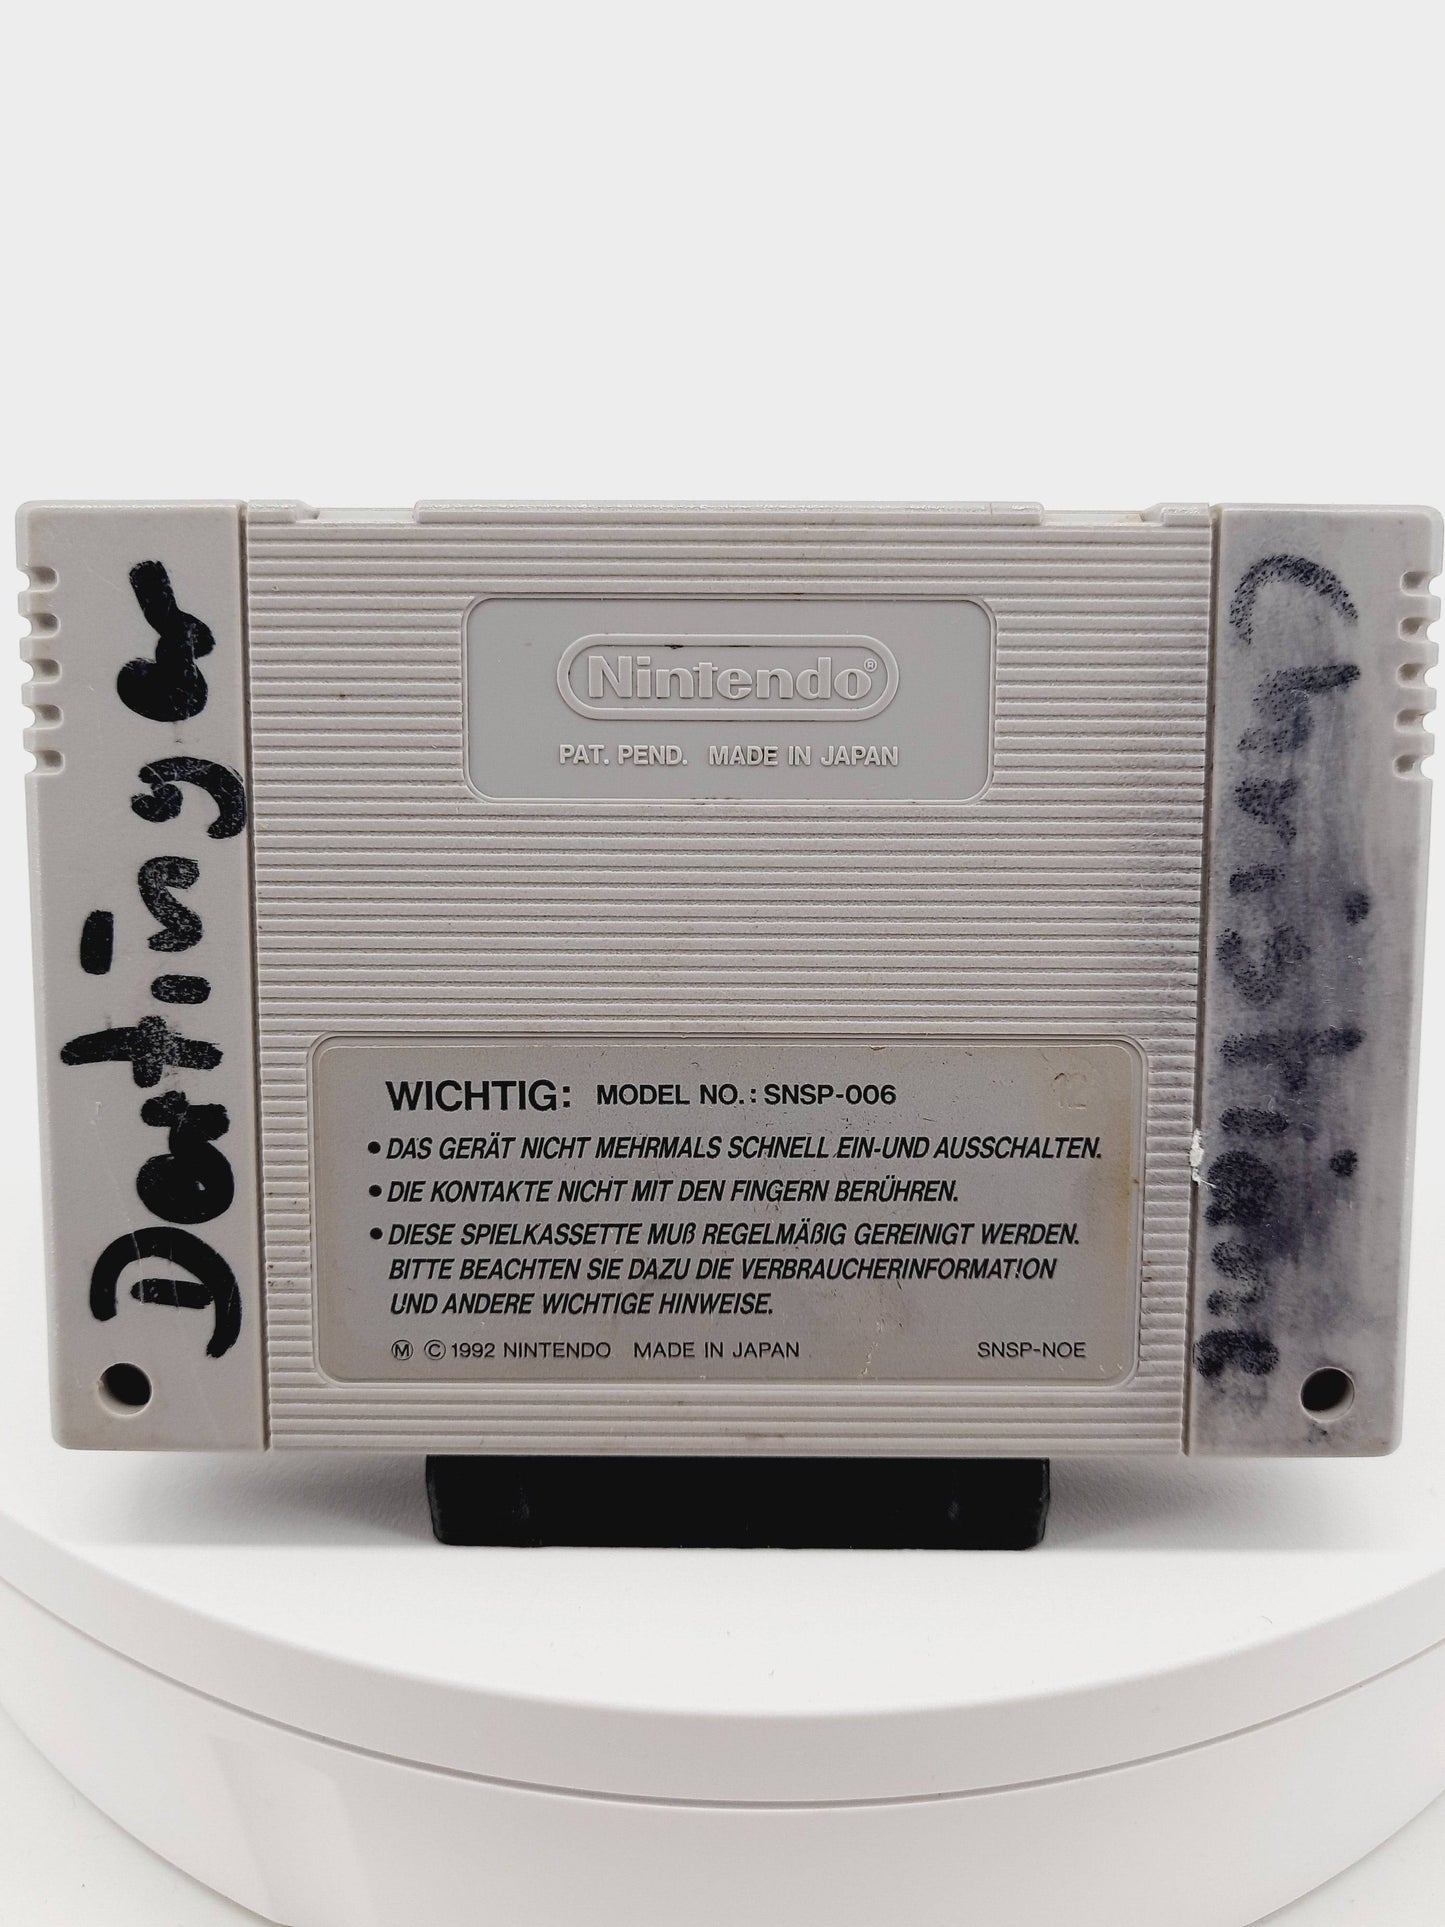 Nintendo®
PAT. PEND. MADE IN JAPAN
WICHTIG: MODEL NO.: SNSP-006
12
• DAS GERÄT NICHT MEHRMALS SCHNELL EIN-UND AUSSCHALTEN.
• DIE KONTAKTE NICHT MIT DEN FINGERN BERÜHREN.
• DIESE SPIELKASSETTE MUß REGELMÄßIG GEREINIGT WERDEN.
BITTE BEACHTEN SIE DAZU DIE VERBRAUCHERINFORMATION
UND ANDERE WICHTIGE HINWEISE.
Ⓜ © 1992 NINTENDO MADE IN JAPAN SNSP-NOE
Christian